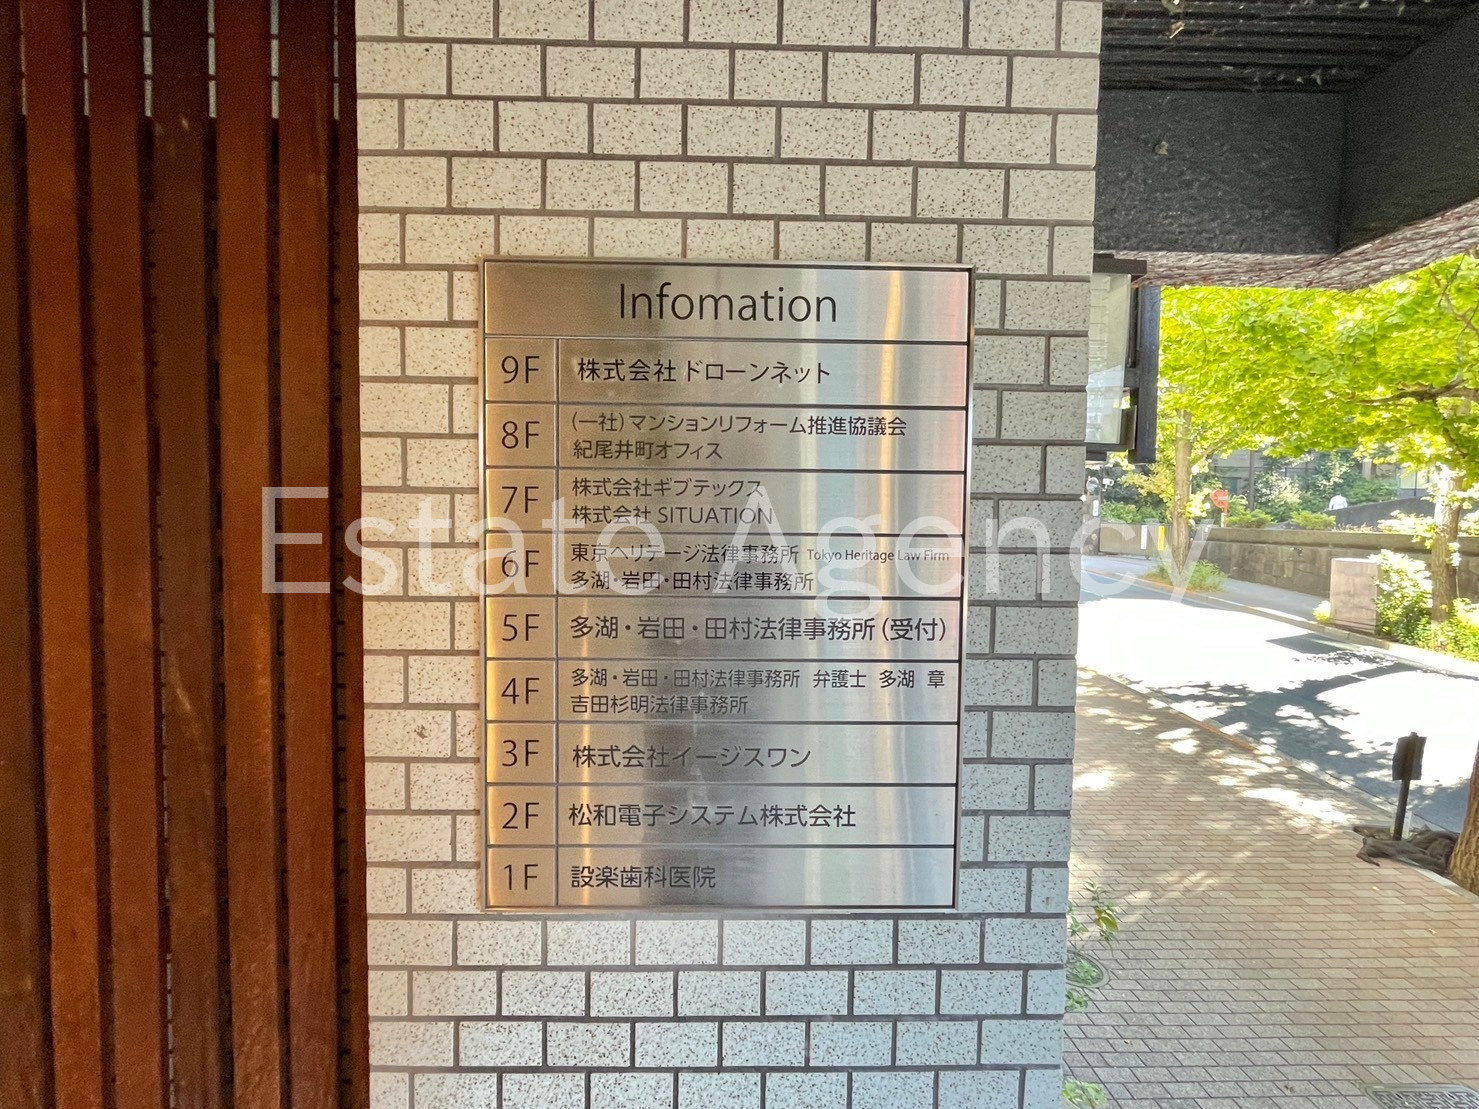 Infomation
9F 株式会社 ドローンネット
8F (一社) マンションリフォーム推進協議会
紀尾井町オフィス
7F 株式会社ギブテックス
株式会社 SITUATION
Estate Agency
6F 東京ヘリテージ法律事務所 Tokyo Heritage Law Firm
多湖・岩田・田村法律事務所
5F 多湖・岩田・田村法律事務所 (受付)
4F 多湖・岩田・田村法律事務所 弁護士 多湖 章
吉田杉明法律事務所
3F 株式会社イージスワン
2F 松和電子システム株式会社
1F 設楽歯科医院